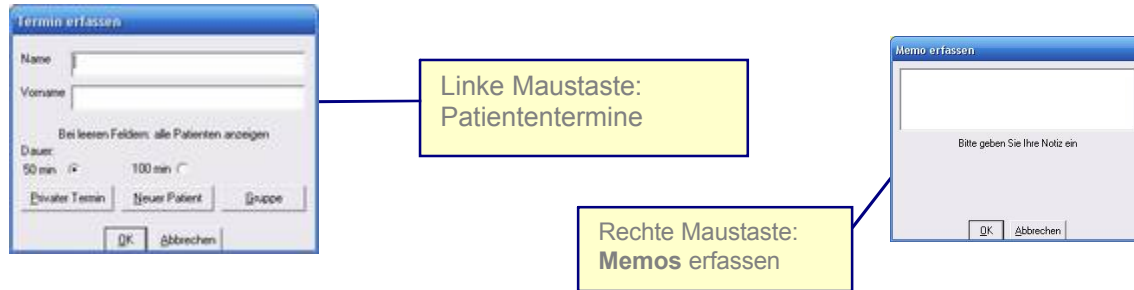 Termin erfassen
Name
Vorname
Bei leeren Feldern: alle Patienten anzeigen
Dauer:
50 min
100 min
Privater Termin
Neuer Patient
Gruppe
OK
Abbrechen
Linke Maustaste:
Patiententermine
Rechte Maustaste:
Memos erfassen
Memo erfassen
Bitte geben Sie Ihre Notiz ein
OK
Abbrechen